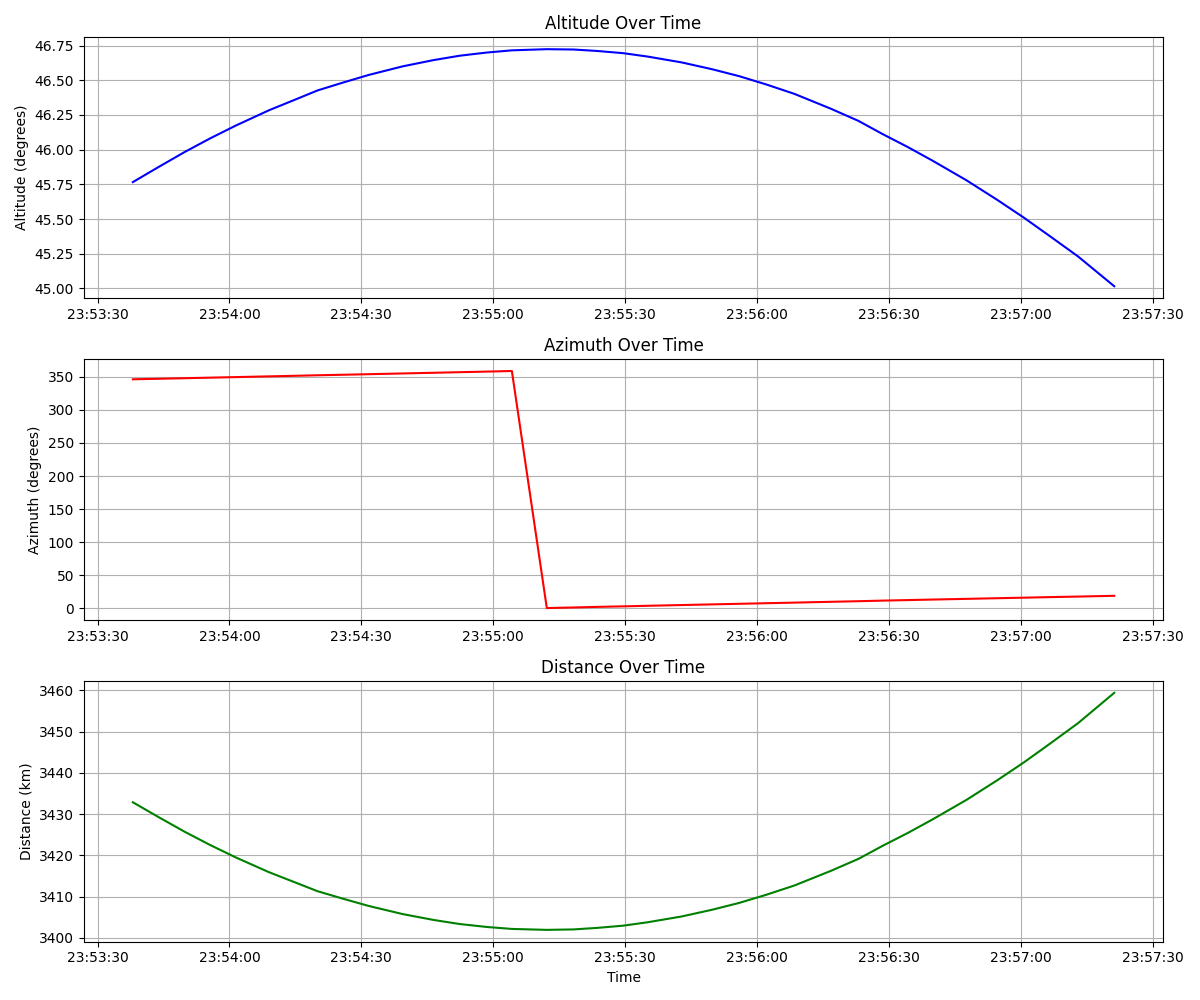 Altitude Over Time
Altitude (degrees)
46.75
46.50
46.25
46.00
45.75
45.50
45.25
45.00
23:53:30 23:54:00 23:54:30 23:55:00 23:55:30 23:56:00 23:56:30 23:57:00 23:57:30
Azimuth Over Time
Azimuth (degrees)
350
300
250
200
150
100
50
0
23:53:30 23:54:00 23:54:30 23:55:00 23:55:30 23:56:00 23:56:30 23:57:00 23:57:30
Distance Over Time
Distance (km)
3460
3450
3440
3430
3420
3410
3400
23:53:30 23:54:00 23:54:30 23:55:00 23:55:30 23:56:00 23:56:30 23:57:00 23:57:30
Time